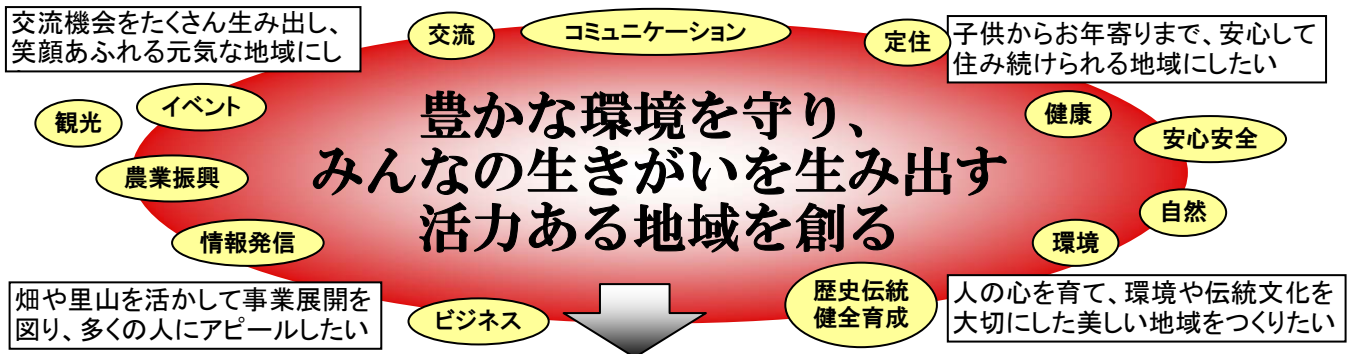 交流機会をたくさん生み出し、
笑顔あふれる元気な地域にし
交流
コミュニケーション
定住
子供からお年寄りまで、安心して
住み続けられる地域にしたい
観光
イベント
健康
安心安全
豊かな環境を守り、
みんなの生きがいを生み出す
活力ある地域を創る
農業振興
自然
情報発信
環境
畑や里山を活かして事業展開を
図り、多くの人にアピールしたい
ビジネス
歴史伝統
健全育成
人の心を育て、環境や伝統文化を
大切にした美しい地域をつくりたい